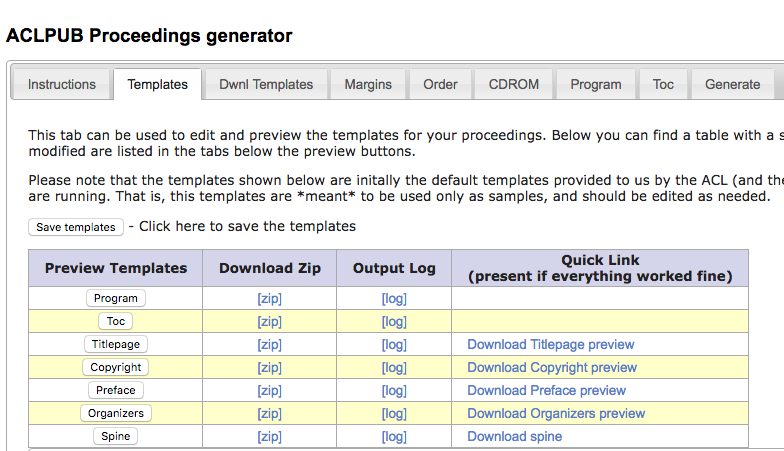 ACLPUB Proceedings generator
Instructions Templates Dwnl Templates Margins Order CDROM Program Toc Generate
This tab can be used to edit and preview the templates for your proceedings. Below you can find a table with a s
modified are listed in the tabs below the preview buttons.
Please note that the templates shown below are initally the default templates provided to us by the ACL (and the
are running. That is, this templates are *meant* to be used only as samples, and should be edited as needed.
Save templates - Click here to save the templates
Preview Templates Download Zip Output Log Quick Link
(present if everything worked fine)
Program [zip] [log]
Toc [zip] [log]
Titlepage [zip] [log] Download Titlepage preview
Copyright [zip] [log] Download Copyright preview
Preface [zip] [log] Download Preface preview
Organizers [zip] [log] Download Organizers preview
Spine [zip] [log] Download spine